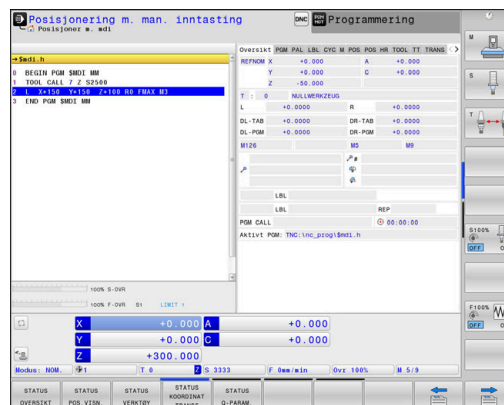 Posisjonering m. man. inntasting
Posisjoner m. mdi
DNC
Programmering
→$mdi.h
0 BEGIN PGM $MDI MM
1 TOOL CALL 7 Z S2500
2 L X+150 Y+150 Z+100 R0 FMAX M3
3 END PGM $MDI MM
100% S-OVR
100% F-OVR S1 LIMIT 1
Oversikt PGM PAL LBL CYC M POS POS HR TOOL TT TRANS
REFNOM X +0.000 A +0.000
Y +0.000 C +0.000
Z -50.000
T : 0 NULLWERKZEUG
L +0.0000 R +0.0000
DL-TAB +0.0000 DR-TAB +0.0000
DL-PGM +0.0000 DR-PGM +0.0000
M126 M5 M9
LBL
LBL REP
PGM CALL 00:00:00
Aktivt PGM: TNC:\nc_prog\$mdi.h
X +0.000 A +0.000
Y +0.000 C +0.000
Z +300.000
Modus: NOM. 1 T 0 Z S 3333 F 0mm/min Ovr 100% M 5/9
M
S
T
S100%
OFF
F100%
OFF
STATUS OVERSIKT
STATUS POS.VISN.
STATUS VERKTØY
STATUS KOORDINAT
STATUS Q-PARAM.